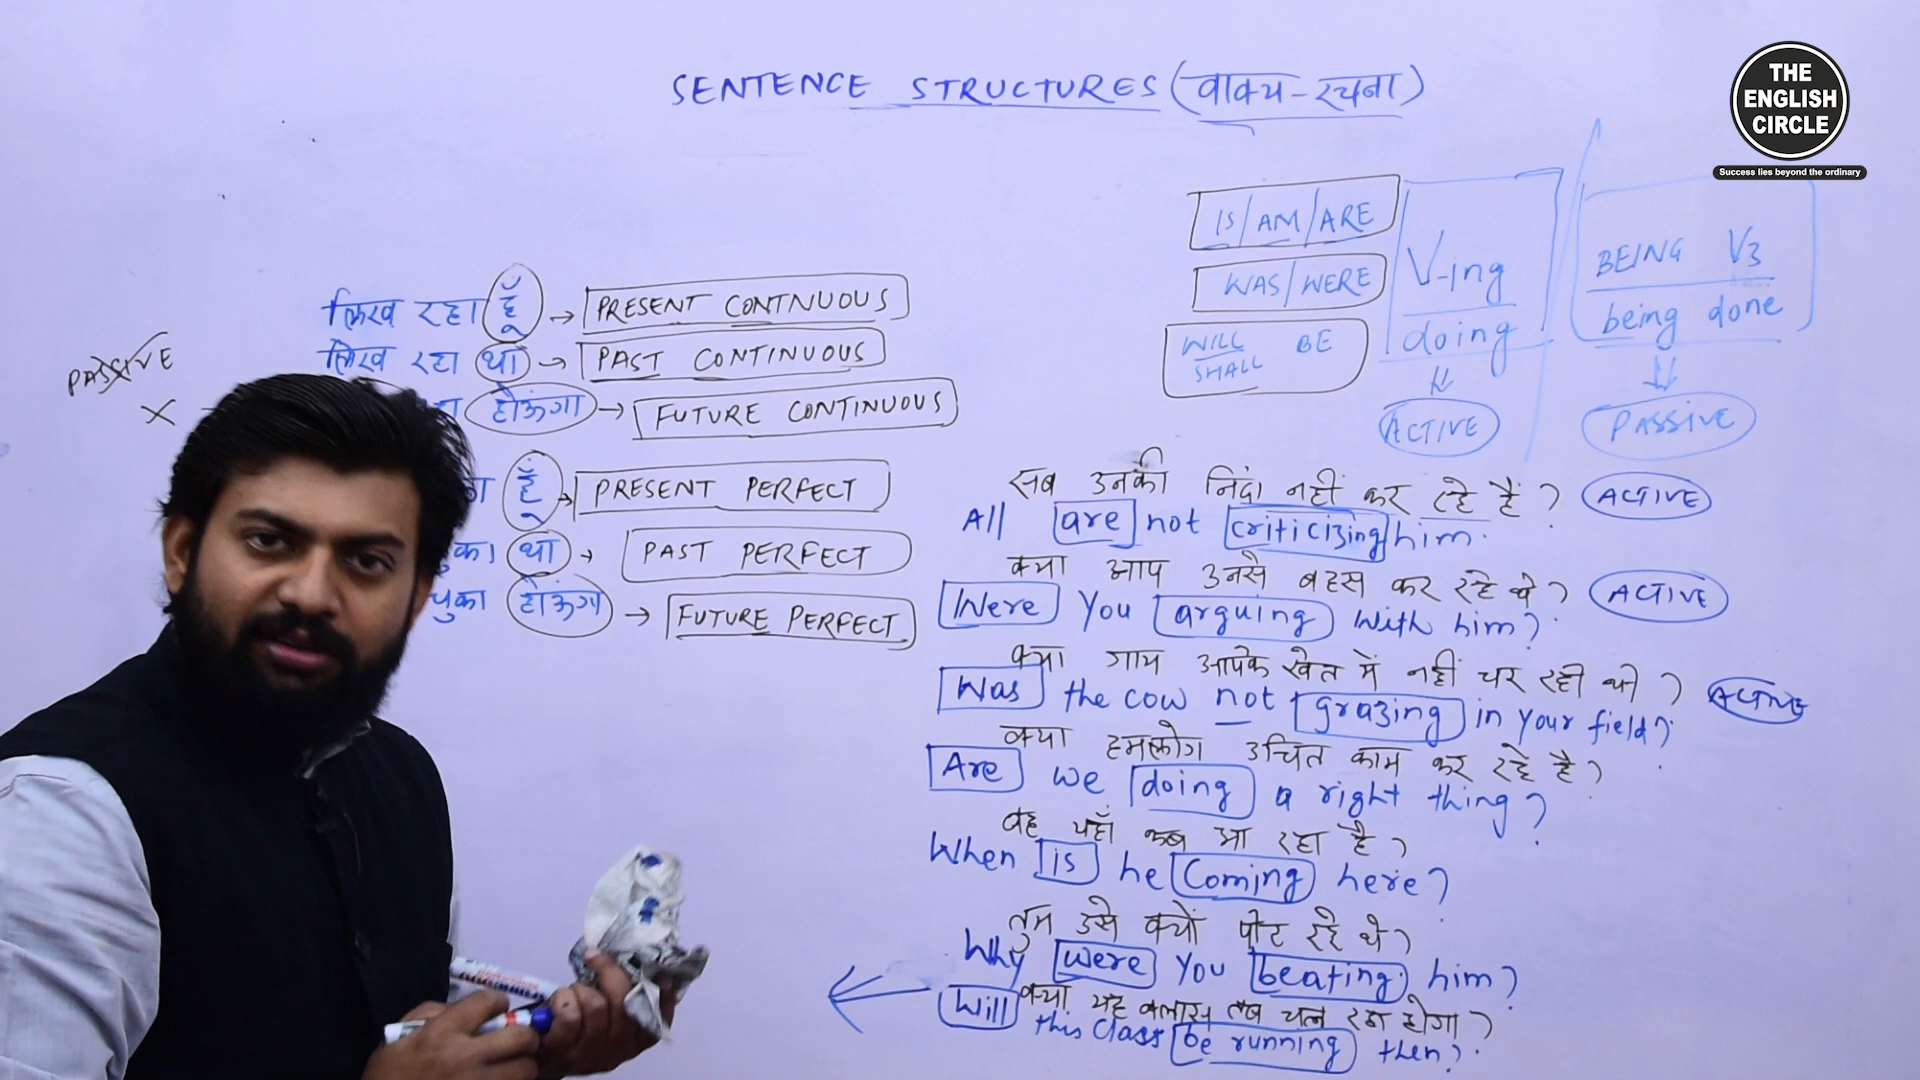 SENTENCE STRUCTURES (वाक्य-रचना)
THE
ENGLISH
CIRCLE
Success lies beyond the ordinary
IS/AM/ARE
WAS/WERE
WILL
SHALL BE
V-ing
doing
ACTIVE
BEING V3
being done
PASSIVE
लिख रहा हूँ → PRESENT CONTNUOUS
लिख रहा था → PAST CONTINUOUS
होऊंगा → FUTURE CONTINUOUS
PASSIVE
X
हूँ → PRESENT PERFECT
था → PAST PERFECT
चुका होऊंगा → FUTURE PERFECT
सब उनकी निंदा नहीं कर रहे हैं? ACTIVE
All are not criticizing him.
क्या आप उनसे बहस कर रहे थे? ACTIVE
Were you arguing with him?
क्या गाय आपके खेत में नहीं चर रही थी? ACTIVE
Was the cow not grazing in your field?
क्या हमलोग उचित काम कर रहे हैं?
Are we doing a right thing?
वह यहाँ कब आ रहा है?
When is he coming here?
तुम उसे क्यों पीट रहे थे?
Why were you beating him?
क्या यह क्लास तब चल रहा होगा?
Will this class be running then?